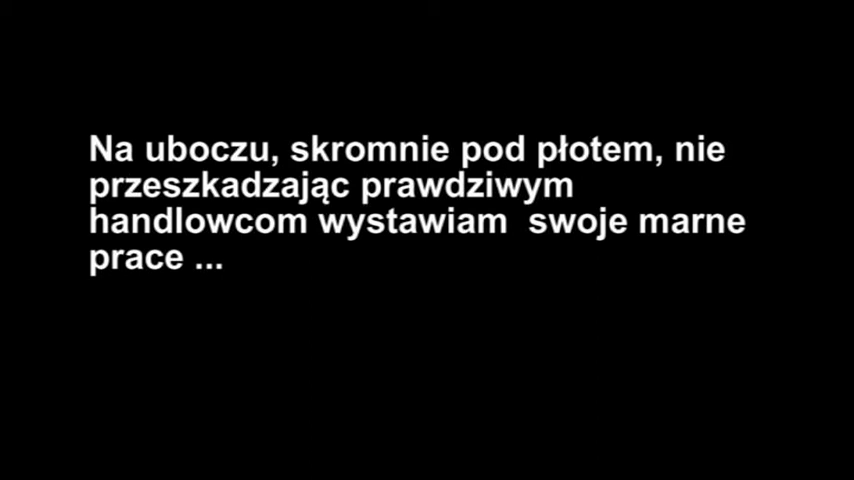 Na uboczu, skromnie pod płotem, nie
przeszkadzając prawdziwym
handlowcom wystawiam  swoje marne
prace ...